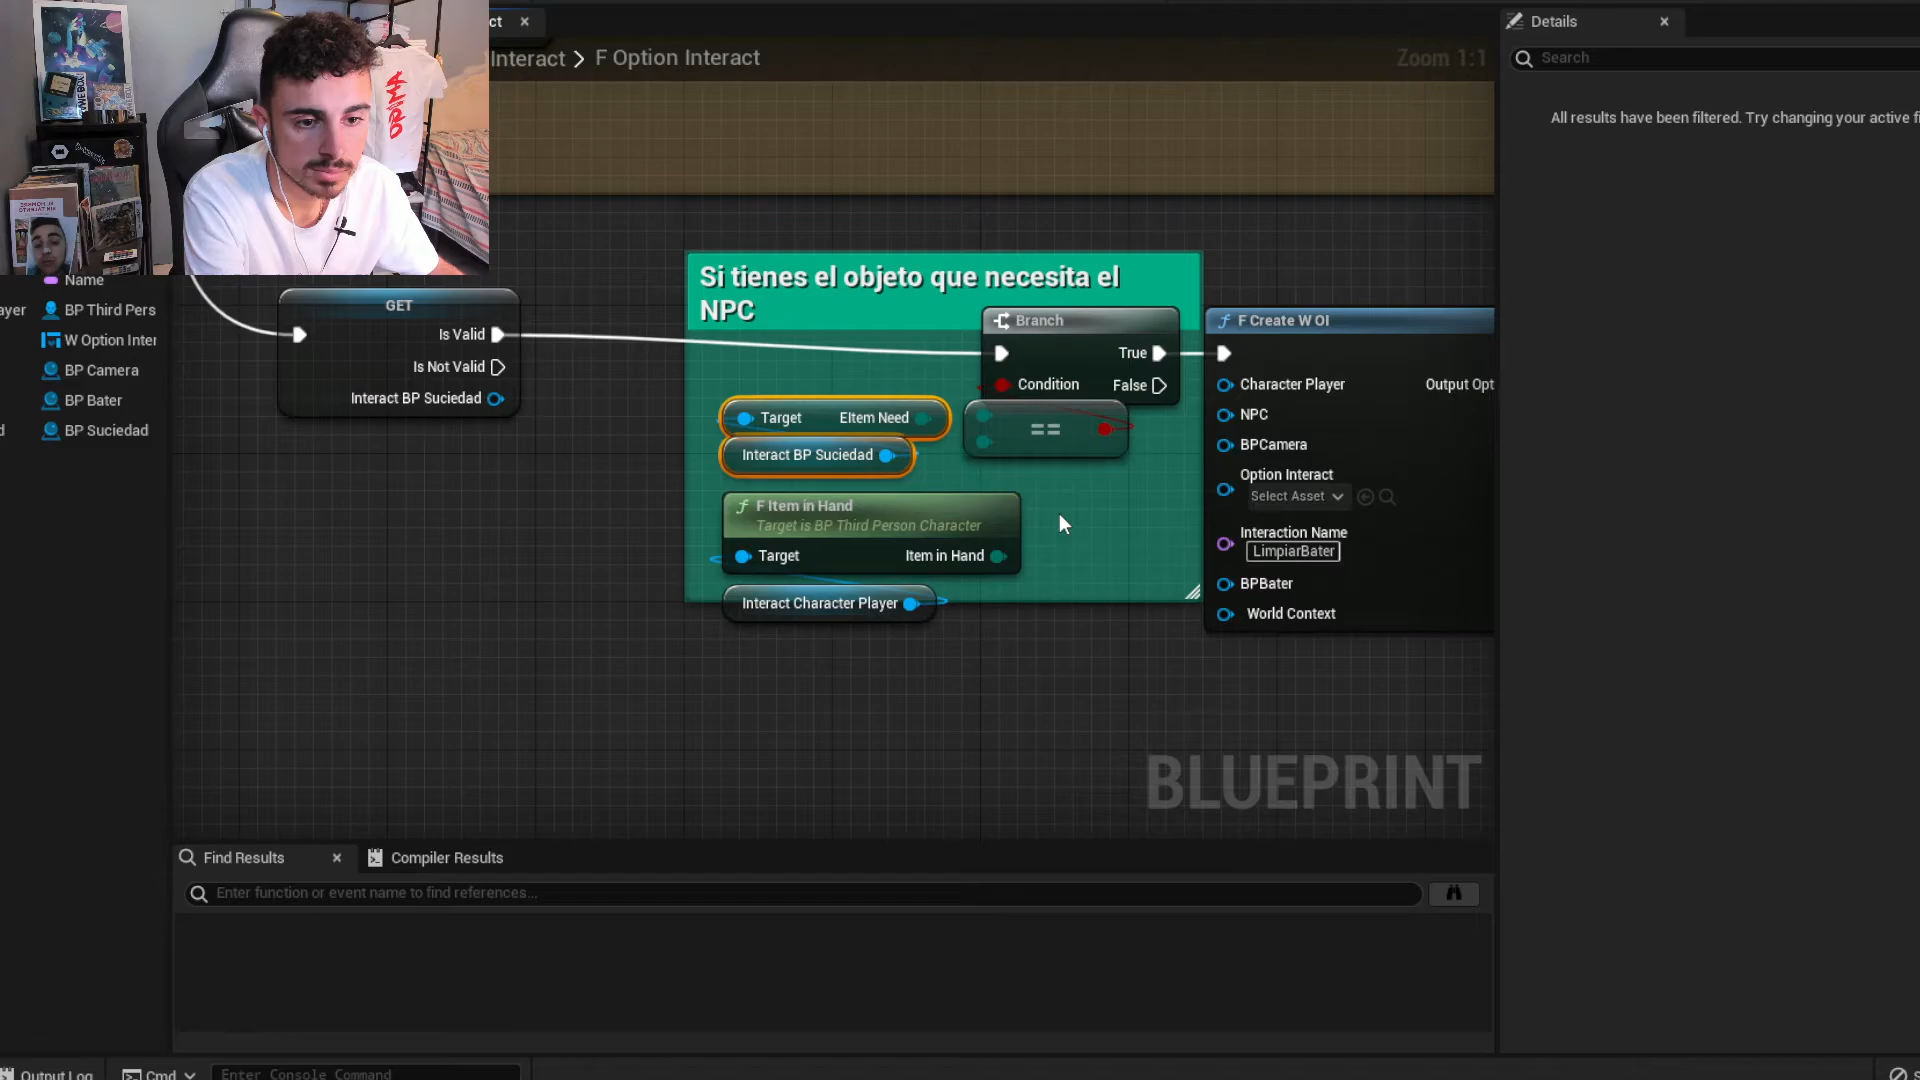 ct
Details
Interact > F Option Interact
Zoom 1:1
Search
All results have been filtered. Try changing your active fi
Name
ayer
BP Third Pers
W Option Inter
BP Camera
BP Bater
d
BP Suciedad
GET
Is Valid
Is Not Valid
Interact BP Suciedad
Si tienes el objeto que necesita el
NPC
Branch
True
Condition
False
Target
EItem Need
==
Interact BP Suciedad
F Item in Hand
Target is BP Third Person Character
Target
Item in Hand
Interact Character Player
F Create W OI
Character Player
Output Opt
NPC
BPCamera
Option Interact
Select Asset
Interaction Name
LimpiarBater
BPBater
World Context
BLUEPRINT
Find Results
Compiler Results
Enter function or event name to find references...
Output Log
Cmd
Enter Console Command